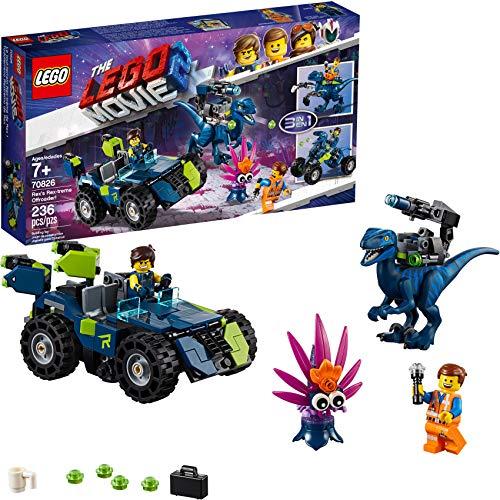 LEGO
THE
LEGO
MOVIE 2
3 IN 1
EN
Ages/edades
7+
70826
Rex's Rex-treme
Offroader!
236
pcs/pzs
R